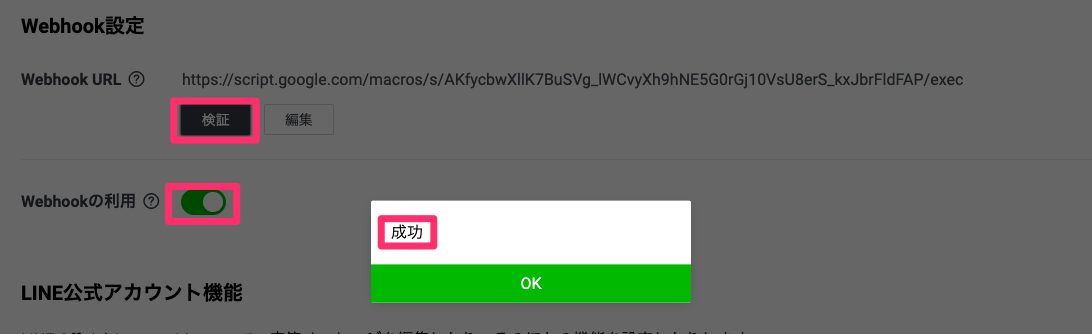 Webhook設定
Webhook URL ?
https://script.google.com/macros/s/AKfycbwXllK7BuSVg_lWCvyXh9hNE5G0rGj10VsU8erS_kxJbrFldFAP/exec
検証 編集
Webhookの利用 ?
成功
OK
LINE公式アカウント機能